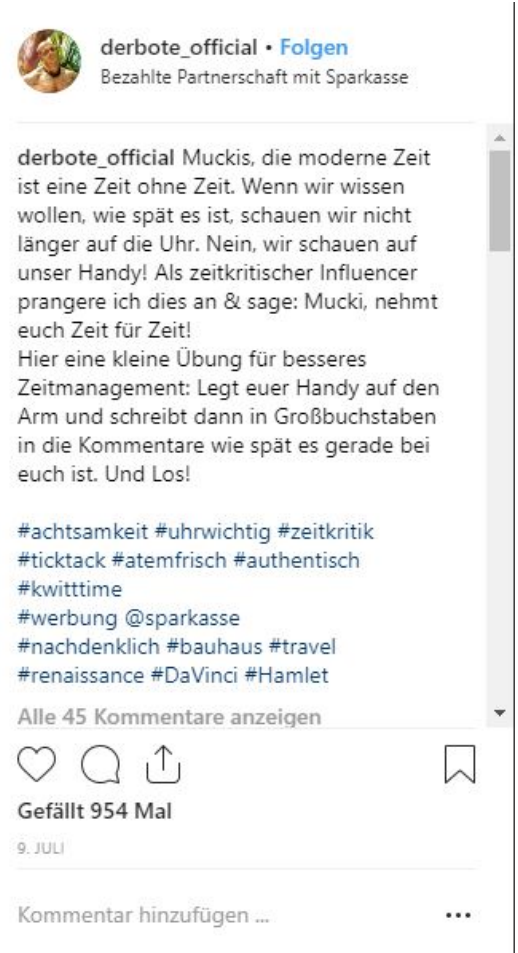 derbote_official • Folgen
Bezahlte Partnerschaft mit Sparkasse
derbote_official Muckis, die moderne Zeit
ist eine Zeit ohne Zeit. Wenn wir wissen
wollen, wie spät es ist, schauen wir nicht
länger auf die Uhr. Nein, wir schauen auf
unser Handy! Als zeitkritischer Influencer
prangere ich dies an & sage: Mucki, nehmt
euch Zeit für Zeit!
Hier eine kleine Übung für besseres
Zeitmanagement: Legt euer Handy auf den
Arm und schreibt dann in Großbuchstaben
in die Kommentare wie spät es gerade bei
euch ist. Und Los!
#achtsamkeit #uhrwichtig #zeitkritik
#ticktack #atemfrisch #authentisch
#kwitttime
#werbung @sparkasse
#nachdenklich #bauhaus #travel
#renaissance #DaVinci #Hamlet
Alle 45 Kommentare anzeigen
Gefällt 954 Mal
9. JULI
Kommentar hinzufügen ...